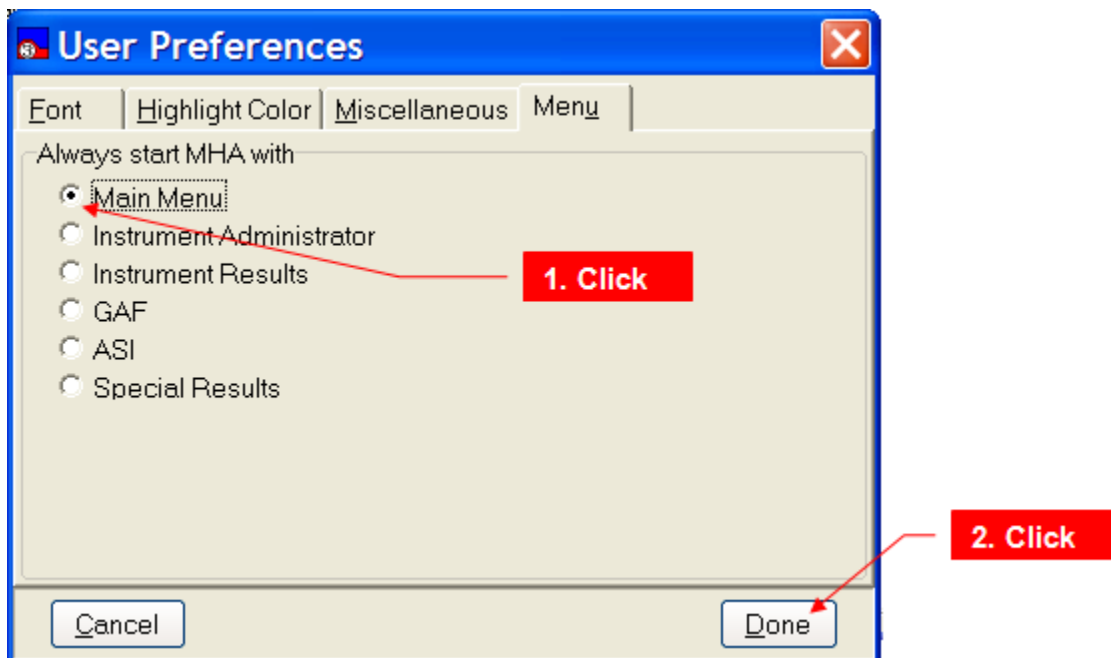 User Preferences
Font Highlight Color Miscellaneous Menu
Always start MHA with
Main Menu
Instrument Administrator
Instrument Results
1. Click
GAF
ASI
Special Results
2. Click
Cancel Done